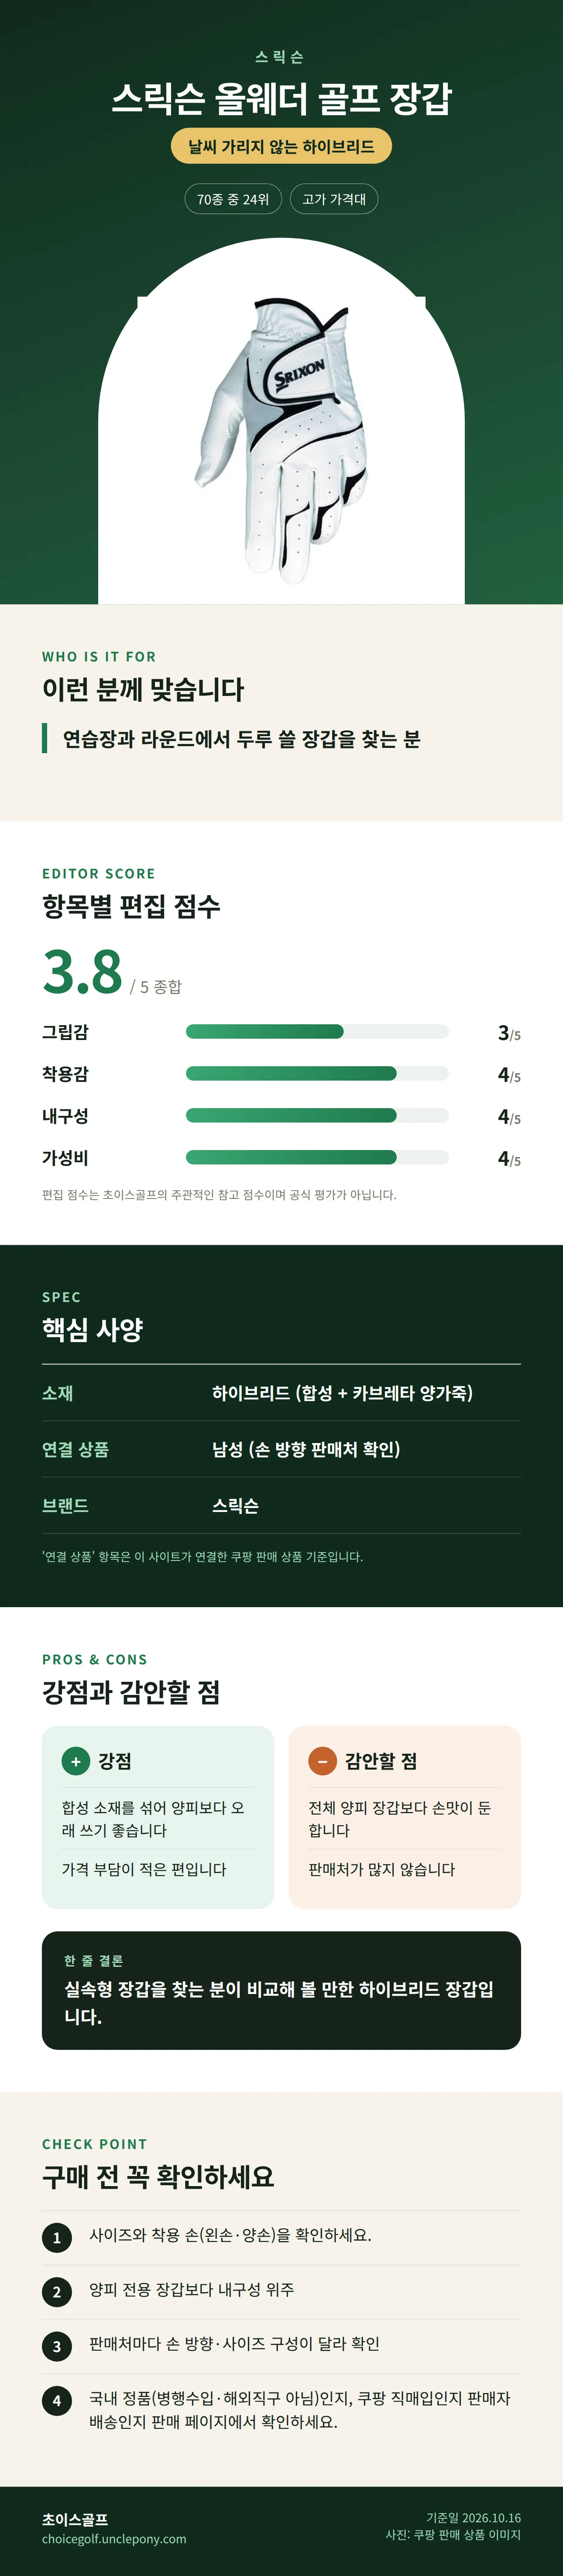 스릭슨
스릭슨 올웨더 골프 장갑
날씨 가리지 않는 하이브리드
70종 중 24위
고가 가격대
SRIXON
WHO IS IT FOR
이런 분께 맞습니다
연습장과 라운드에서 두루 쓸 장갑을 찾는 분
EDITOR SCORE
항목별 편집 점수
3.8 / 5 종합
그립감 3/5
착용감 4/5
내구성 4/5
가성비 4/5
편집 점수는 초이스골프의 주관적인 참고 점수이며 공식 평가가 아닙니다.
SPEC
핵심 사양
소재 하이브리드 (합성 + 카브레타 양가죽)
연결 상품 남성 (손 방향 판매처 확인)
브랜드 스릭슨
'연결 상품' 항목은 이 사이트가 연결한 쿠팡 판매 상품 기준입니다.
PROS & CONS
강점과 감안할 점
+ 강점
합성 소재를 섞어 양피보다 오
래 쓰기 좋습니다
가격 부담이 적은 편입니다
− 감안할 점
전체 양피 장갑보다 손맛이 둔
합니다
판매처가 많지 않습니다
한 줄 결론
실속형 장갑을 찾는 분이 비교해 볼 만한 하이브리드 장갑입
니다.
CHECK POINT
구매 전 꼭 확인하세요
1 사이즈와 착용 손(왼손·양손)을 확인하세요.
2 양피 전용 장갑보다 내구성 위주
3 판매처마다 손 방향·사이즈 구성이 달라 확인
4 국내 정품(병행수입·해외직구 아님)인지, 쿠팡 직매입인지 판매자
배송인지 판매 페이지에서 확인하세요.
초이스골프
choicegolf.unclepony.com
기준일 2026.10.16
사진: 쿠팡 판매 상품 이미지